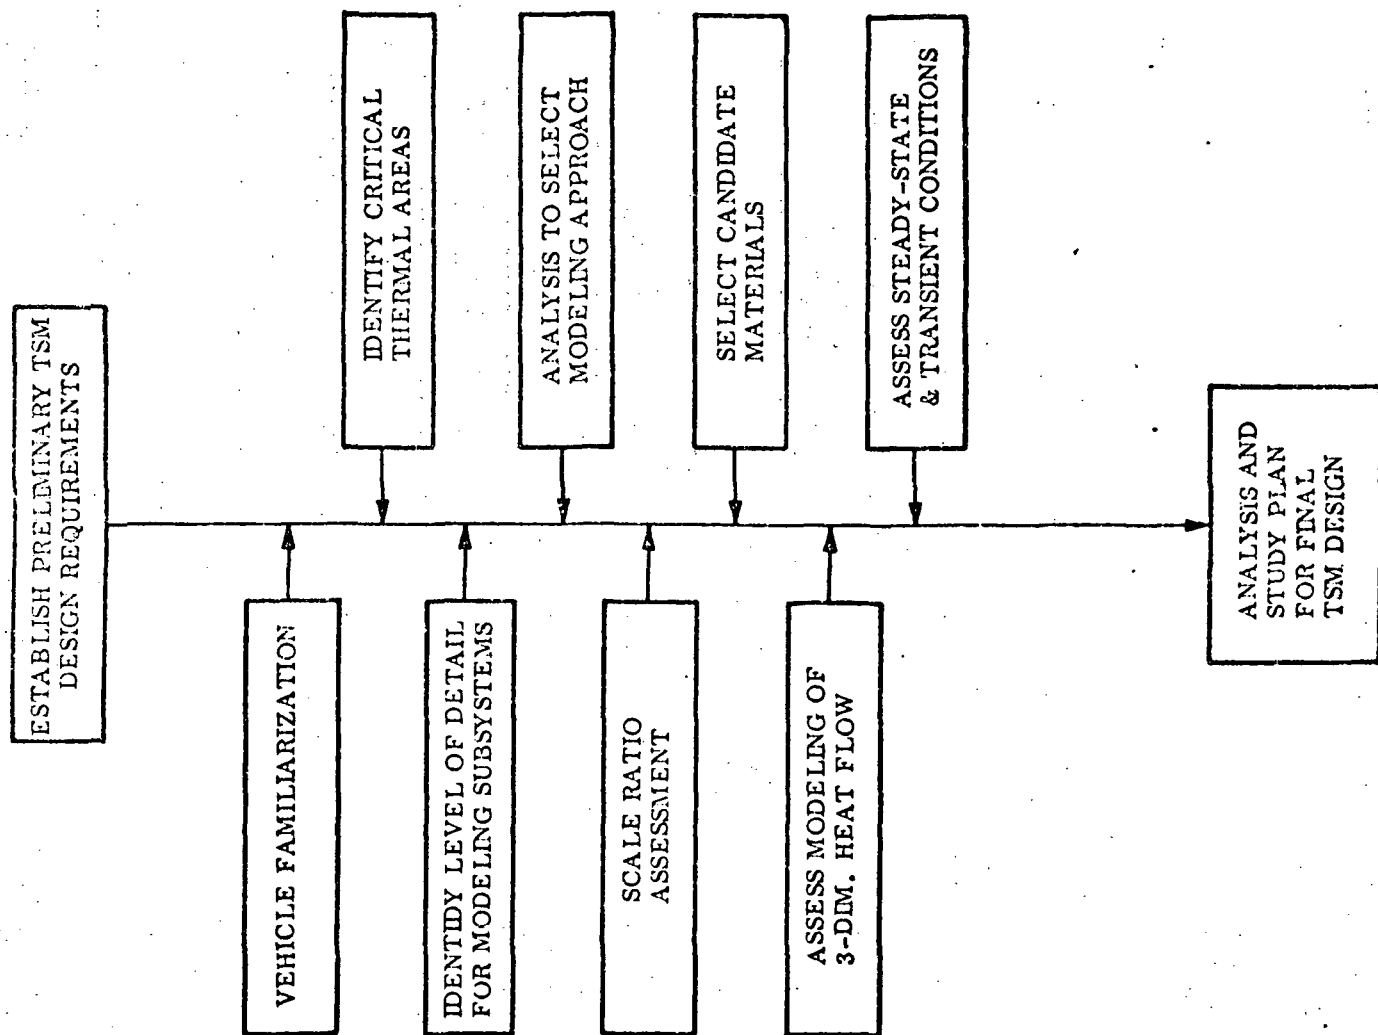 ESTABLISH PRELIMINARY TSM
DESIGN REQUIREMENTS
VEHICLE FAMILIARIZATION
IDENTIFY CRITICAL
THERMAL AREAS
IDENTIDY LEVEL OF DETAIL
FOR MODELING SUBSYSTEMS
ANALYSIS TO SELECT
MODELING APPROACH
SCALE RATIO
ASSESSMENT
SELECT CANDIDATE
MATERIALS
ASSESS MODELING OF
3-DIM. HEAT FLOW
ASSESS STEADY-STATE
& TRANSIENT CONDITIONS
ANALYSIS AND
STUDY PLAN
FOR FINAL
TSM DESIGN